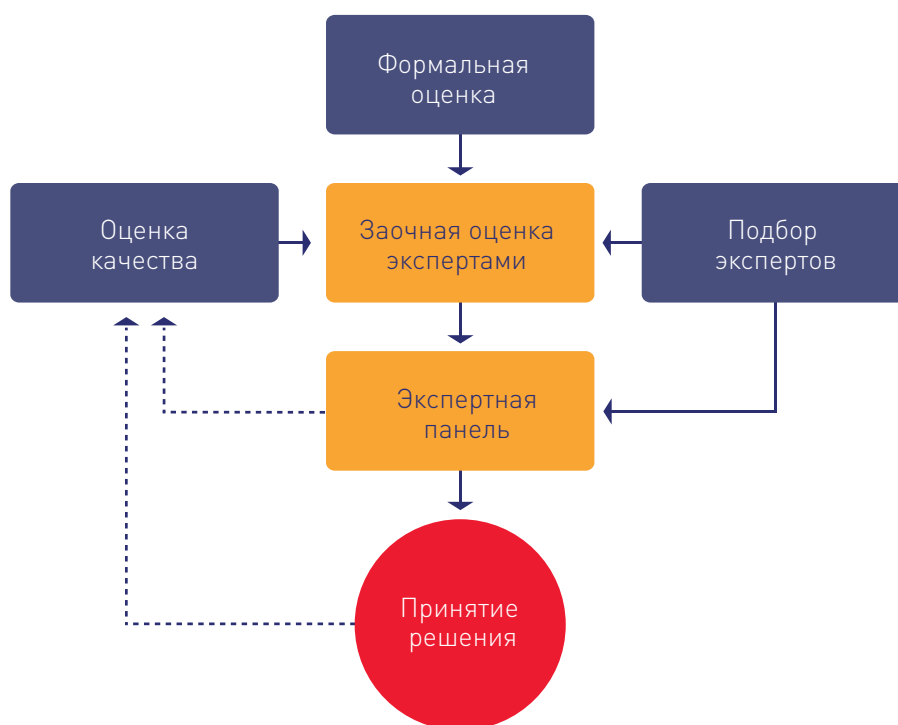 Формальная
оценка
Оценка
качества
Заочная оценка
экспертами
Подбор
экспертов
Экспертная
панель
Принятие
решения